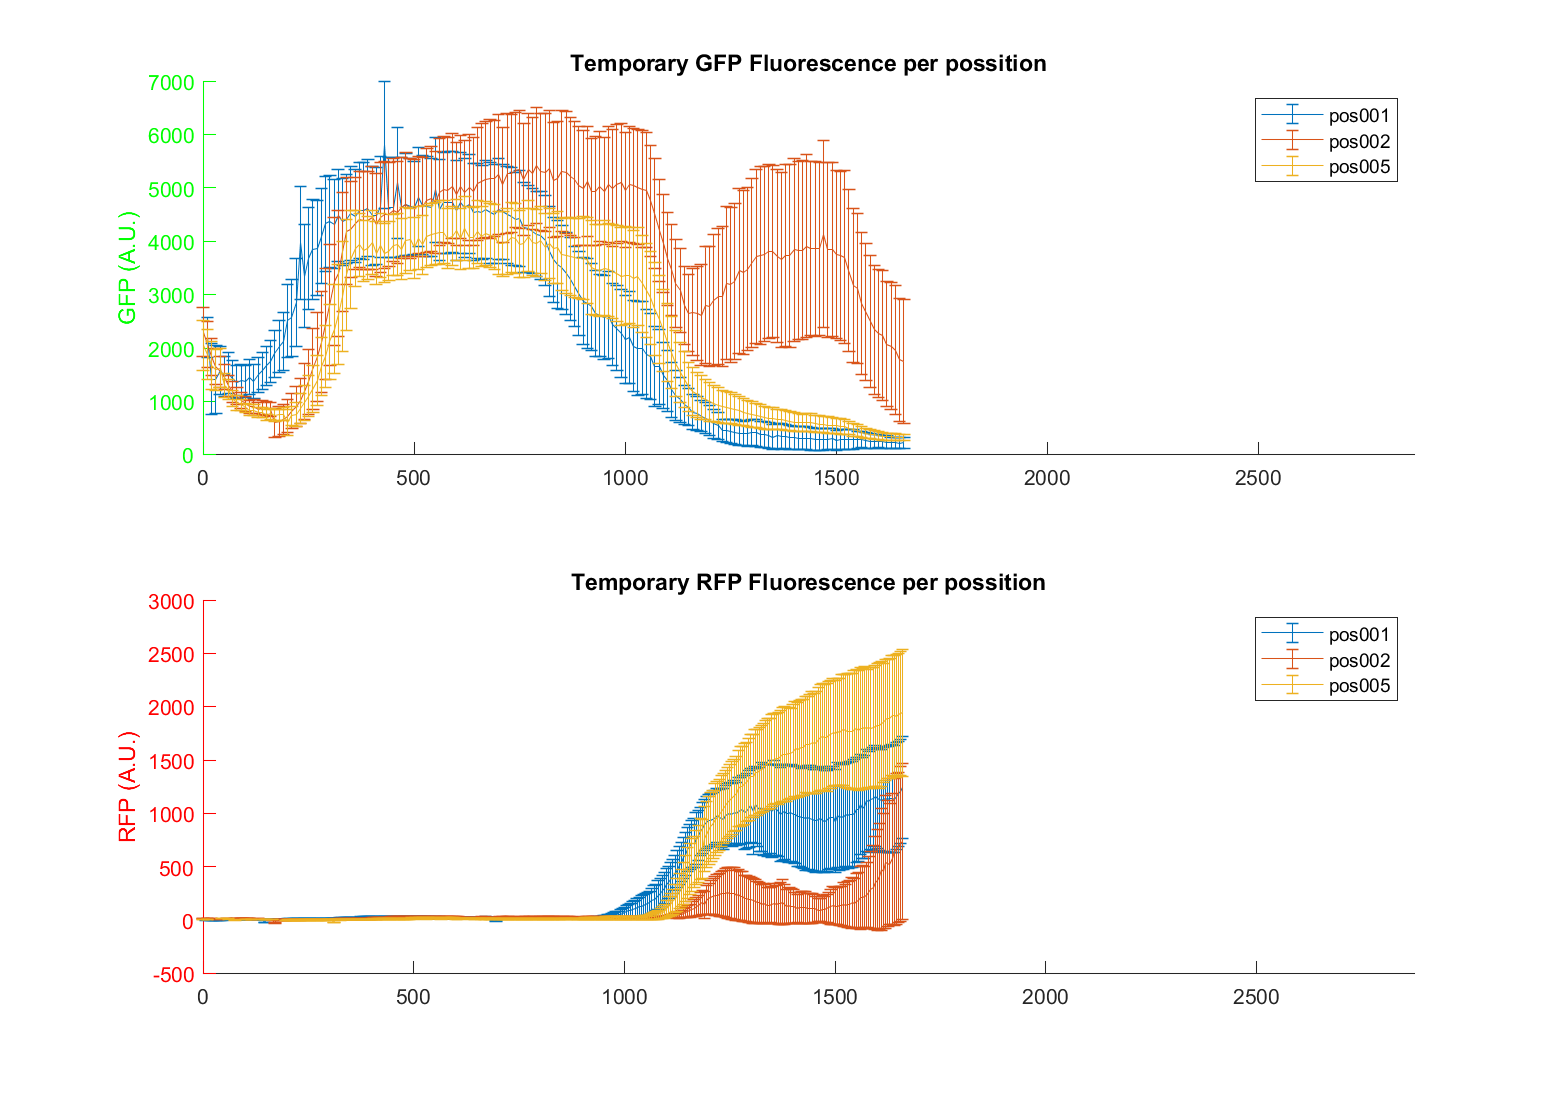 Temporary GFP Fluorescence per possition
7000
6000
5000
4000
3000
2000
1000
0
GFP (A.U.)
0 500 1000 1500 2000 2500
pos001
pos002
pos005
Temporary RFP Fluorescence per possition
3000
2500
2000
1500
1000
500
0
-500
RFP (A.U.)
0 500 1000 1500 2000 2500
pos001
pos002
pos005